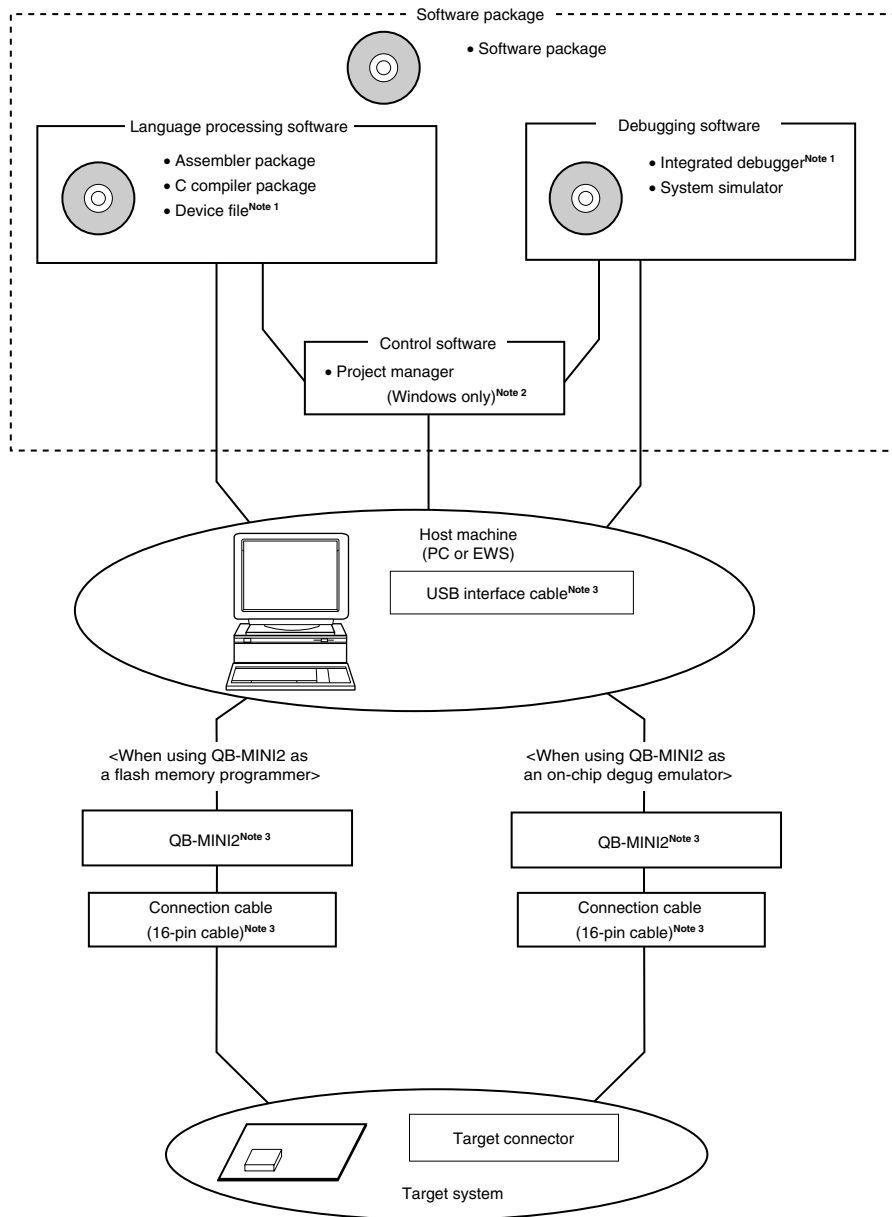 Software package
• Software package
Language processing software
• Assembler package
• C compiler package
• Device fileNote 1
Debugging software
• Integrated debuggerNote 1
• System simulator
Control software
• Project manager
(Windows only)Note 2
Host machine
(PC or EWS)
USB interface cableNote 3
<When using QB-MINI2 as
a flash memory programmer>
<When using QB-MINI2 as
an on-chip degug emulator>
QB-MINI2Note 3
QB-MINI2Note 3
Connection cable
(16-pin cable)Note 3
Connection cable
(16-pin cable)Note 3
Target connector
Target system